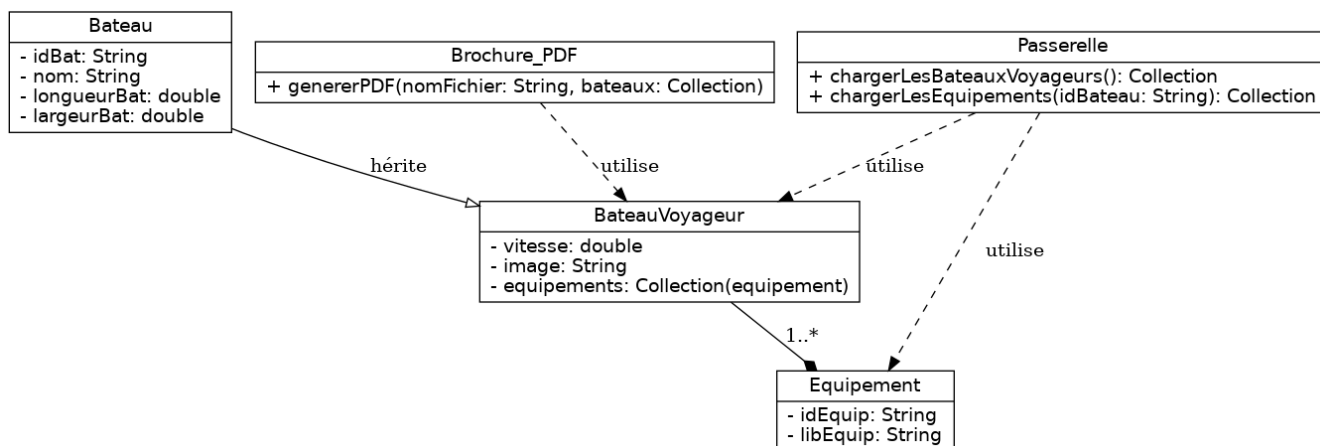 Bateau
- idBat: String
- nom: String
- longueurBat: double
- largeurBat: double
Brochure_PDF
+ genererPDF(nomFichier: String, bateaux: Collection)
Passerelle
+ chargerLesBateauxVoyageurs(): Collection
+ chargerLesEquipements(idBateau: String): Collection
hérite
utilise
utilise
utilise
BateauVoyageur
- vitesse: double
- image: String
- equipements: Collection(equipement)
1..*
Equipement
- idEquip: String
- libEquip: String